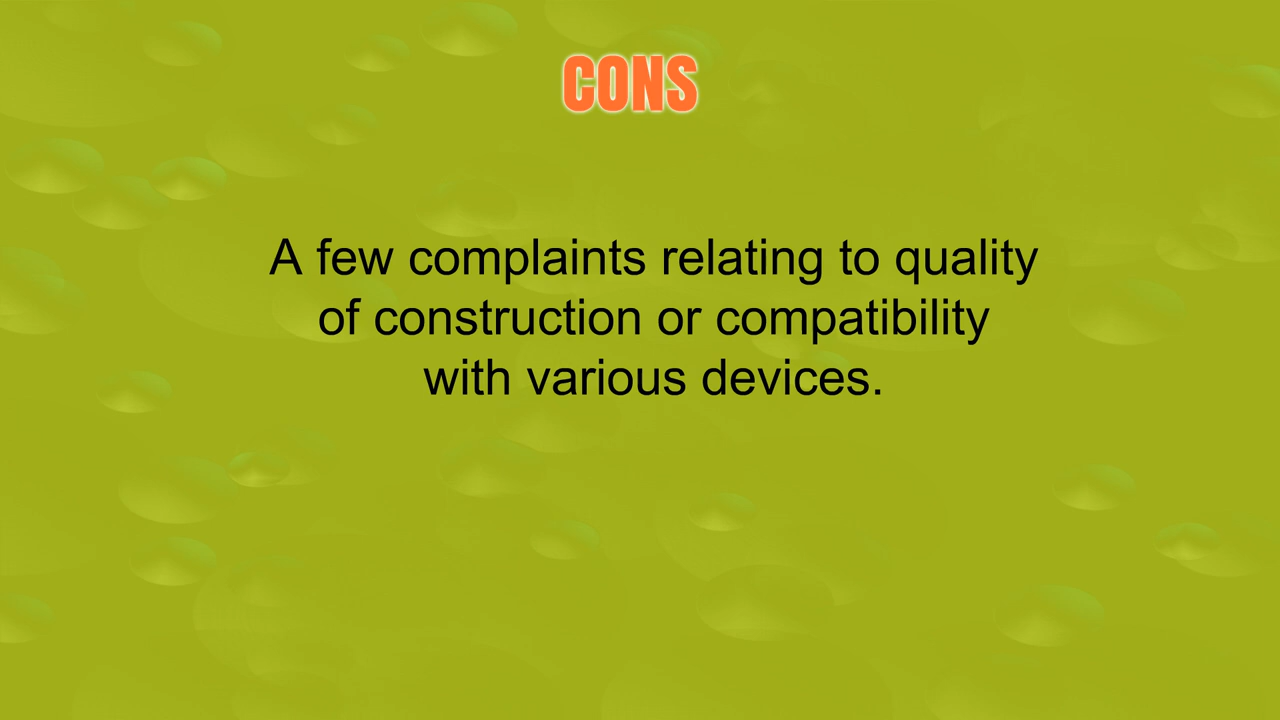 CONS
A few complaints relating to quality
of construction or compatibility
with various devices.